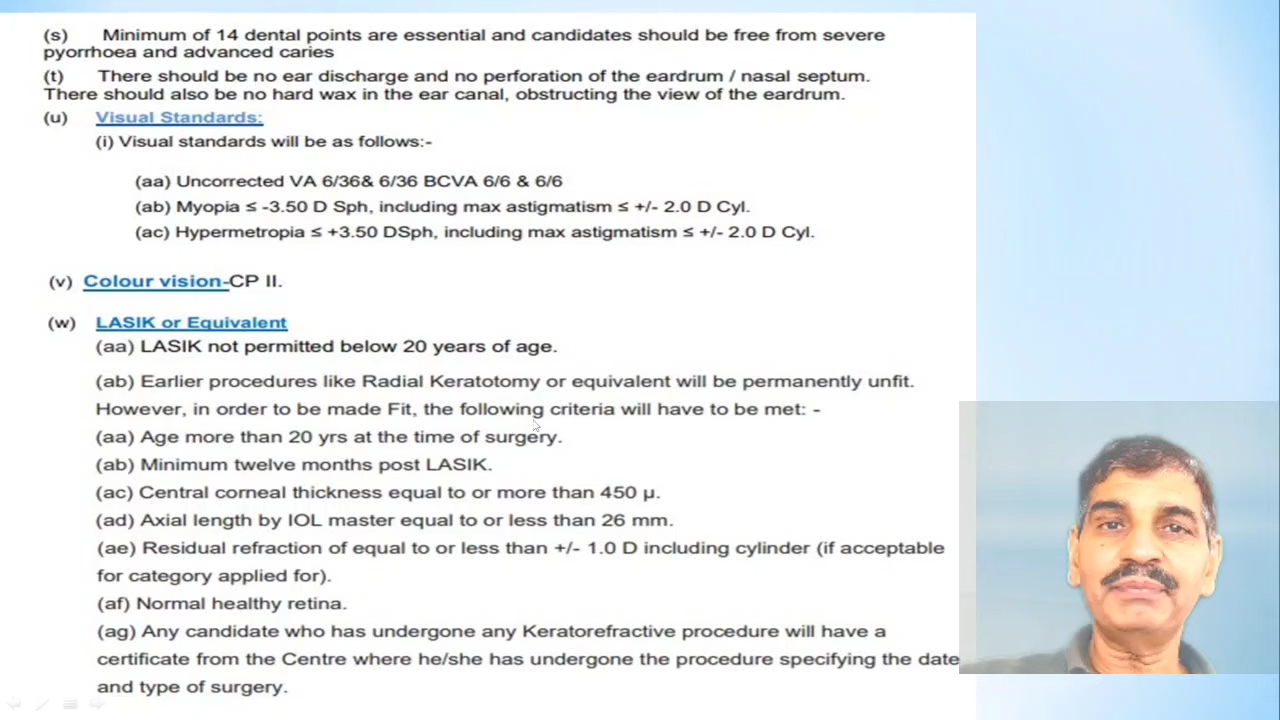 (s) Minimum of 14 dental points are essential and candidates should be free from severe
pyorrhoea and advanced caries
(t) There should be no ear discharge and no perforation of the eardrum / nasal septum.
There should also be no hard wax in the ear canal, obstructing the view of the eardrum.
(u) Visual Standards:
(i) Visual standards will be as follows:-
(aa) Uncorrected VA 6/36& 6/36 BCVA 6/6 & 6/6
(ab) Myopia ≤ -3.50 D Sph, including max astigmatism ≤ +/- 2.0 D Cyl.
(ac) Hypermetropia ≤ +3.50 DSph, including max astigmatism ≤ +/- 2.0 D Cyl.
(v) Colour vision-CP II.
(w) LASIK or Equivalent
(aa) LASIK not permitted below 20 years of age.
(ab) Earlier procedures like Radial Keratotomy or equivalent will be permanently unfit.
However, in order to be made Fit, the following criteria will have to be met: -
(aa) Age more than 20 yrs at the time of surgery.
(ab) Minimum twelve months post LASIK.
(ac) Central corneal thickness equal to or more than 450 µ.
(ad) Axial length by IOL master equal to or less than 26 mm.
(ae) Residual refraction of equal to or less than +/- 1.0 D including cylinder (if acceptable
for category applied for).
(af) Normal healthy retina.
(ag) Any candidate who has undergone any Keratorefractive procedure will have a
certificate from the Centre where he/she has undergone the procedure specifying the date
and type of surgery.